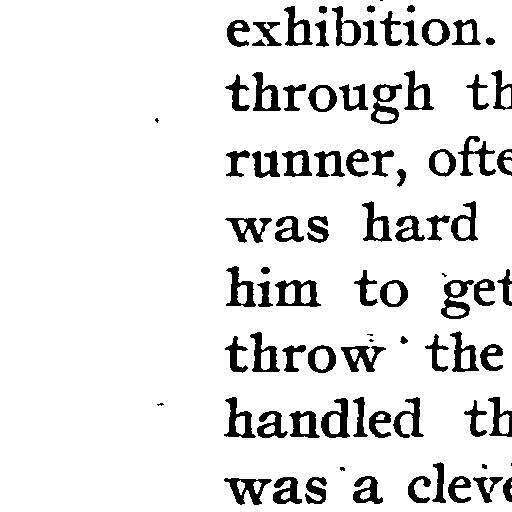 exhibition.
through th
runner, ofte
was hard
him to get
throw the
handled th
was a cleve